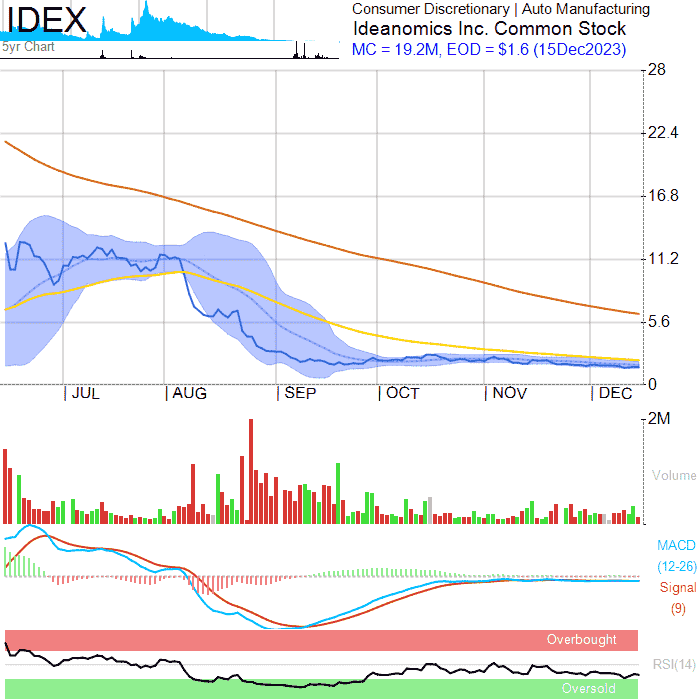 IDEX
5yr Chart
Consumer Discretionary | Auto Manufacturing
Ideanomics Inc. Common Stock
MC = 19.2M, EOD = $1.6 (15Dec2023)
28
22.4
16.8
11.2
5.6
0
JUL AUG SEP OCT NOV DEC
2M
Volume
MACD
(12-26)
Signal
(9)
Overbought
RSI(14)
Oversold